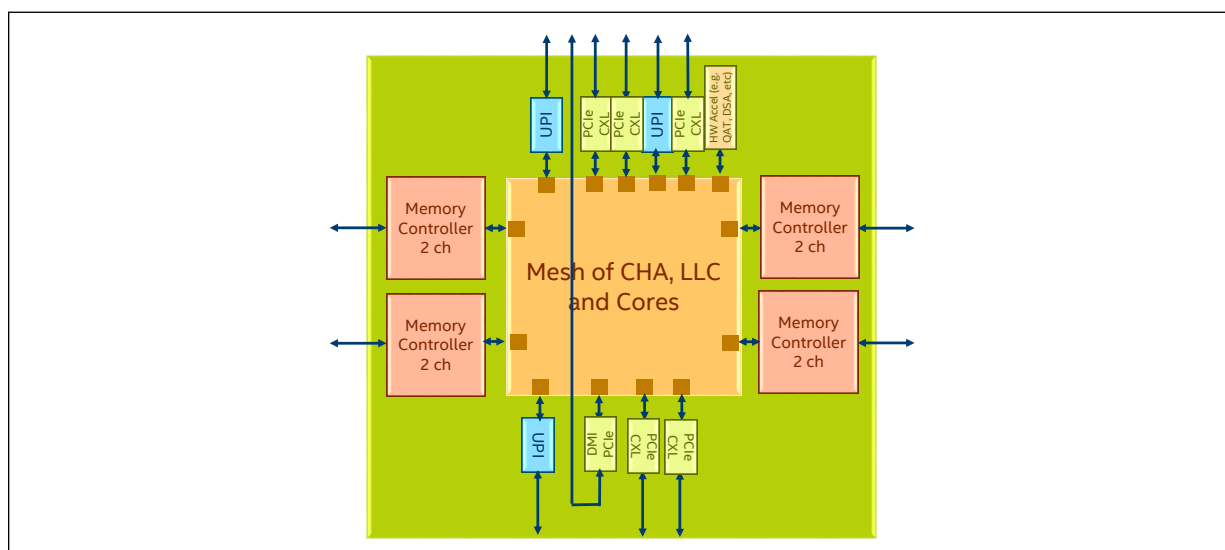 UPI
PCIe
CXL
PCIe
CXL
UPI
PCIe
CXL
HW Accel (e.g.
QAT, DSA, etc)
Memory
Controller
2 ch
Memory
Controller
2 ch
Mesh of CHA, LLC
and Cores
Memory
Controller
2 ch
Memory
Controller
2 ch
UPI
DMI
PCIe
PCIe
CXL
PCIe
CXL